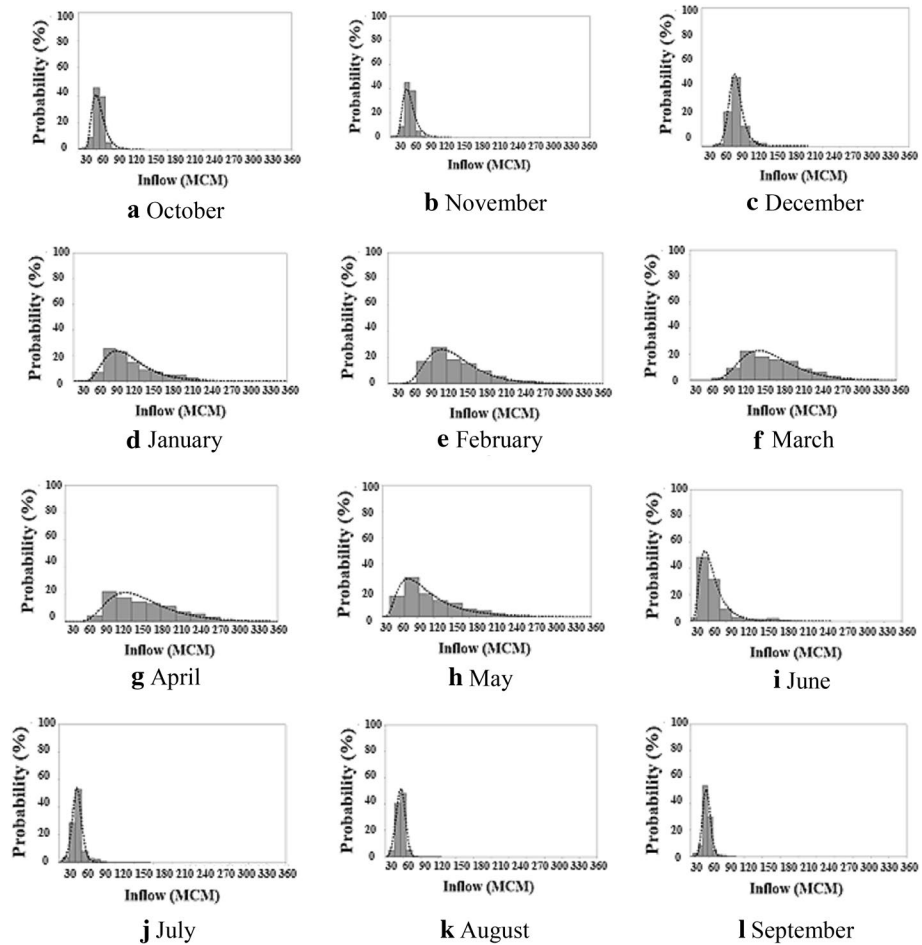 100
80
60
40
20
0
Probability (%)
30 60 90 120 150 180 210 240 270 300 330 360
Inflow (MCM)
a October
100
80
60
40
20
0
Probability (%)
30 60 90 120 150 180 210 240 270 300 330 360
Inflow (MCM)
b November
100
80
60
40
20
0
Probability (%)
30 60 90 120 150 180 210 240 270 300 330 360
Inflow (MCM)
c December
100
80
60
40
20
0
Probability (%)
30 60 90 120 150 180 210 240 270 300 330 360
Inflow (MCM)
d January
100
80
60
40
20
0
Probability (%)
30 60 90 120 150 180 210 240 270 300 330 360
Inflow (MCM)
e February
100
80
60
40
20
0
Probability (%)
30 60 90 120 150 180 210 240 270 300 330 360
Inflow (MCM)
f March
100
80
60
40
20
0
Probability (%)
30 60 90 120 150 180 210 240 270 300 330 360
Inflow (MCM)
g April
100
80
60
40
20
0
Probability (%)
30 60 90 120 150 180 210 240 270 300 330 360
Inflow (MCM)
h May
100
80
60
40
20
0
Probability (%)
30 60 90 120 150 180 210 240 270 300 330 360
Inflow (MCM)
i June
100
80
60
40
20
0
Probability (%)
30 60 90 120 150 180 210 240 270 300 330 360
Inflow (MCM)
j July
100
80
60
40
20
0
Probability (%)
30 60 90 120 150 180 210 240 270 300 330 360
Inflow (MCM)
k August
100
80
60
40
20
0
Probability (%)
30 60 90 120 150 180 210 240 270 300 330 360
Inflow (MCM)
l September